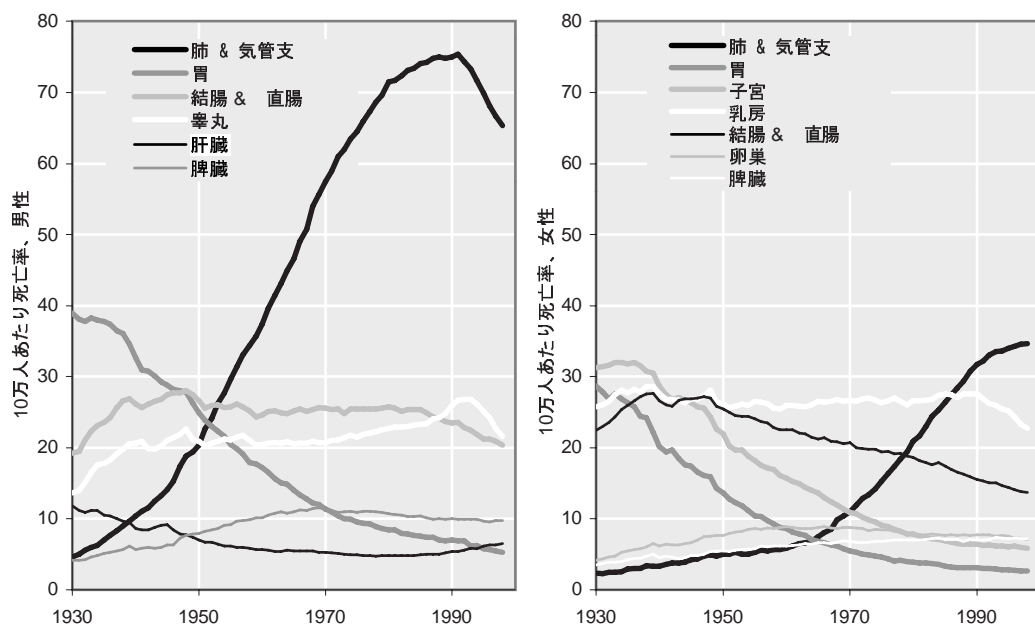 10万人あたり死亡率、男性
80
70
60
50
40
30
20
10
0
1930
1950
1970
1990
肺 & 気管支
胃
結腸 & 直腸
睾丸
肝臓
脾臓
10万人あたり死亡率、女性
80
70
60
50
40
30
20
10
0
1930
1950
1970
1990
肺 & 気管支
胃
子宮
乳房
結腸 & 直腸
卵巣
脾臓